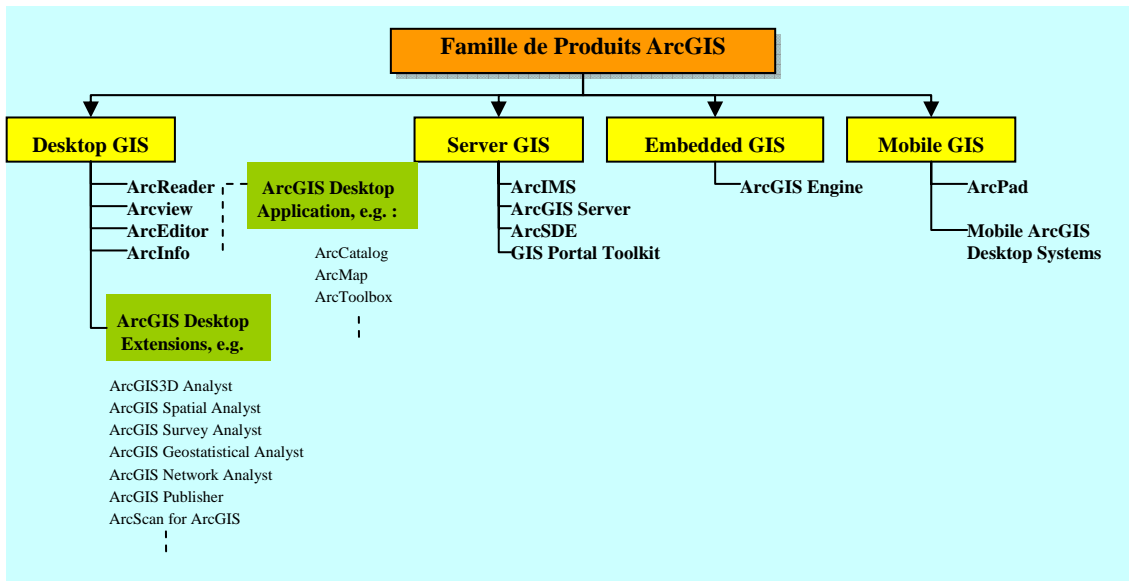 Famille de Produits ArcGIS
Desktop GIS
ArcReader
Arcview
ArcEditor
ArcInfo
ArcGIS Desktop
Application, e.g. :
ArcCatalog
ArcMap
ArcToolbox
ArcGIS Desktop
Extensions, e.g.
ArcGIS3D Analyst
ArcGIS Spatial Analyst
ArcGIS Survey Analyst
ArcGIS Geostatistical Analyst
ArcGIS Network Analyst
ArcGIS Publisher
ArcScan for ArcGIS
Server GIS
ArcIMS
ArcGIS Server
ArcSDE
GIS Portal Toolkit
Embedded GIS
ArcGIS Engine
Mobile GIS
ArcPad
Mobile ArcGIS
Desktop Systems